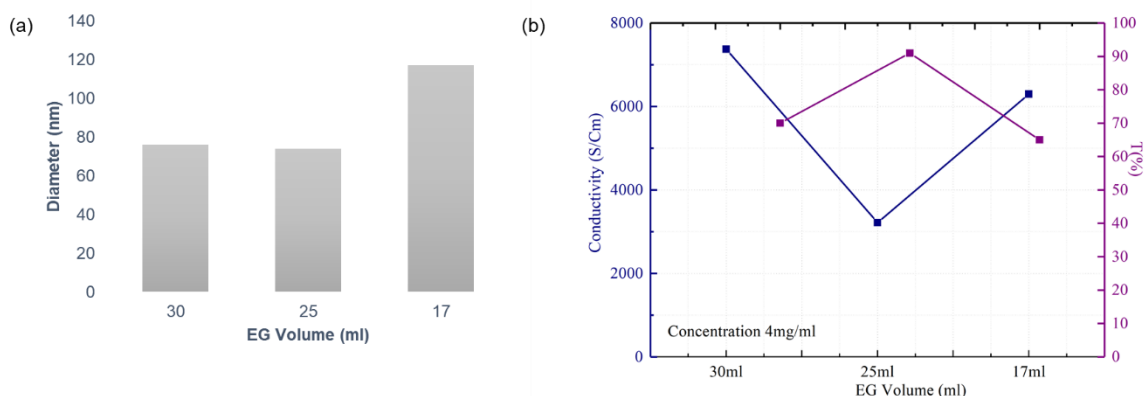 (a)
140
120
100
80
60
40
20
0
Diameter (nm)
30 25 17
EG Volume (ml)
(b)
8000
6000
4000
2000
0
Conductivity (S/Cm)
100
90
80
70
60
50
40
30
20
10
0
T(%)
Concentration 4mg/ml
30ml 25ml 17ml
EG Volume (ml)